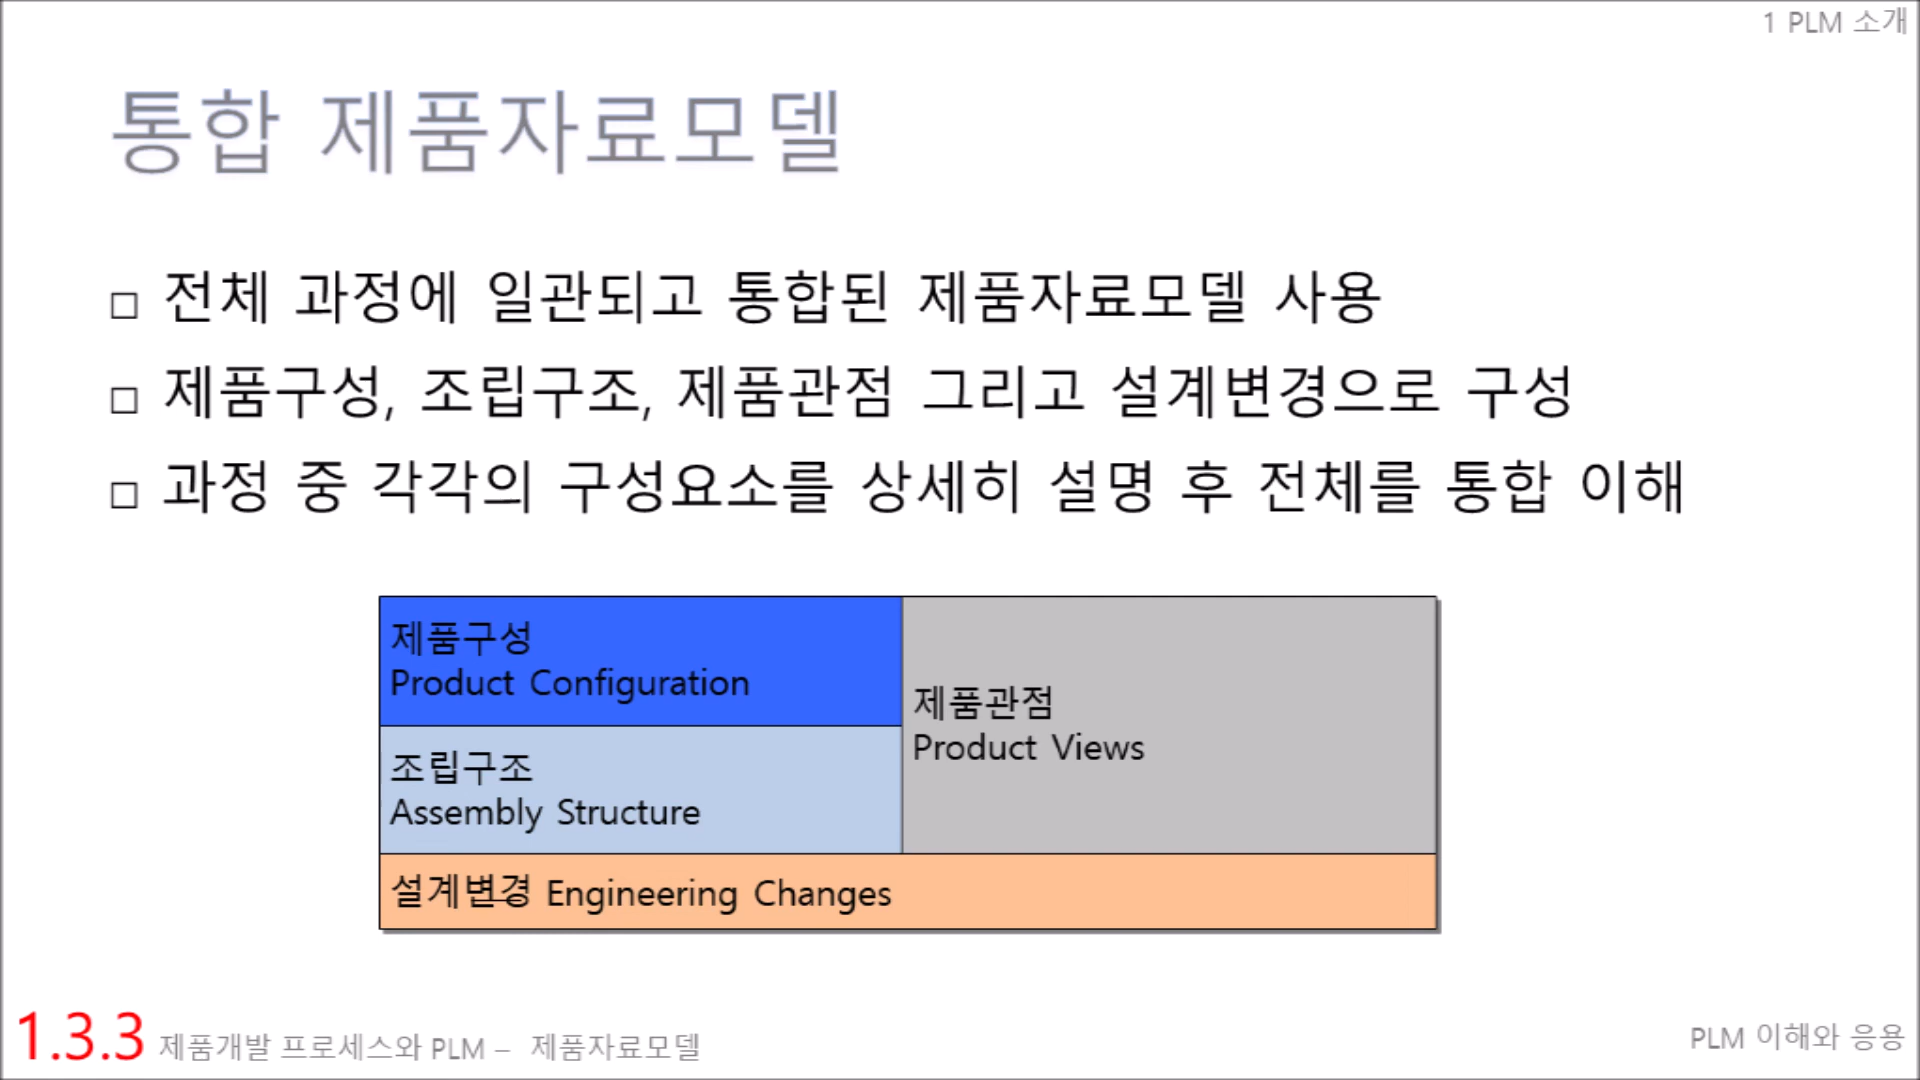 1 PLM 소개
통합 제품자료모델
□ 전체 과정에 일관되고 통합된 제품자료모델 사용
□ 제품구성, 조립구조, 제품관점 그리고 설계변경으로 구성
□ 과정 중 각각의 구성요소를 상세히 설명 후 전체를 통합 이해
제품구성
Product Configuration
조립구조
Assembly Structure
제품관점
Product Views
설계변경 Engineering Changes
1.3.3 제품개발 프로세스와 PLM – 제품자료모델
PLM 이해와 응용